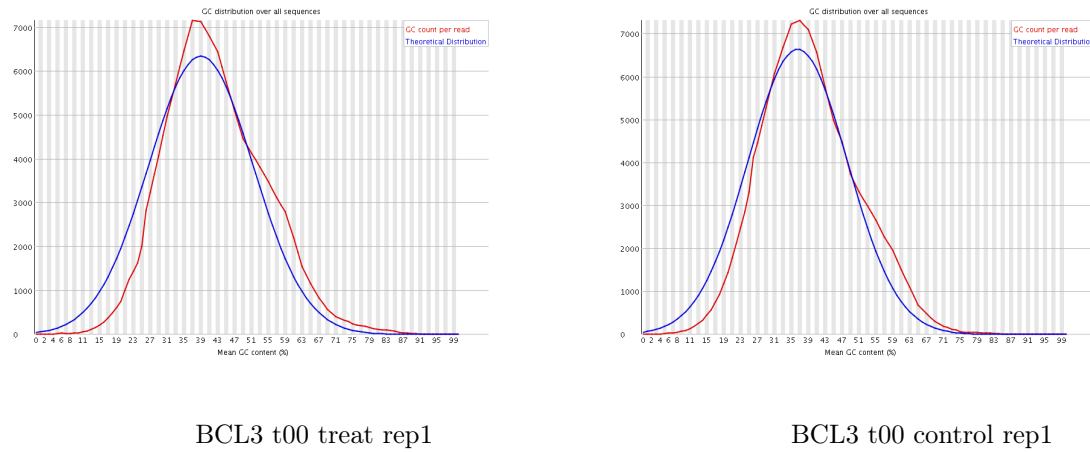 GC distribution over all sequences
GC count per read
Theoretical Distribution
7000
6000
5000
4000
3000
2000
1000
0
0 2 4 6 8 11 15 19 23 27 31 35 39 43 47 51 55 59 63 67 71 75 79 83 87 91 95 99
Mean GC content (%)
BCL3 t00 treat rep1
GC distribution over all sequences
GC count per read
Theoretical Distributio
7000
6000
5000
4000
3000
2000
1000
0
0 2 4 6 8 11 15 19 23 27 31 35 39 43 47 51 55 59 63 67 71 75 79 83 87 91 95 99
Mean GC content (%)
BCL3 t00 control rep1